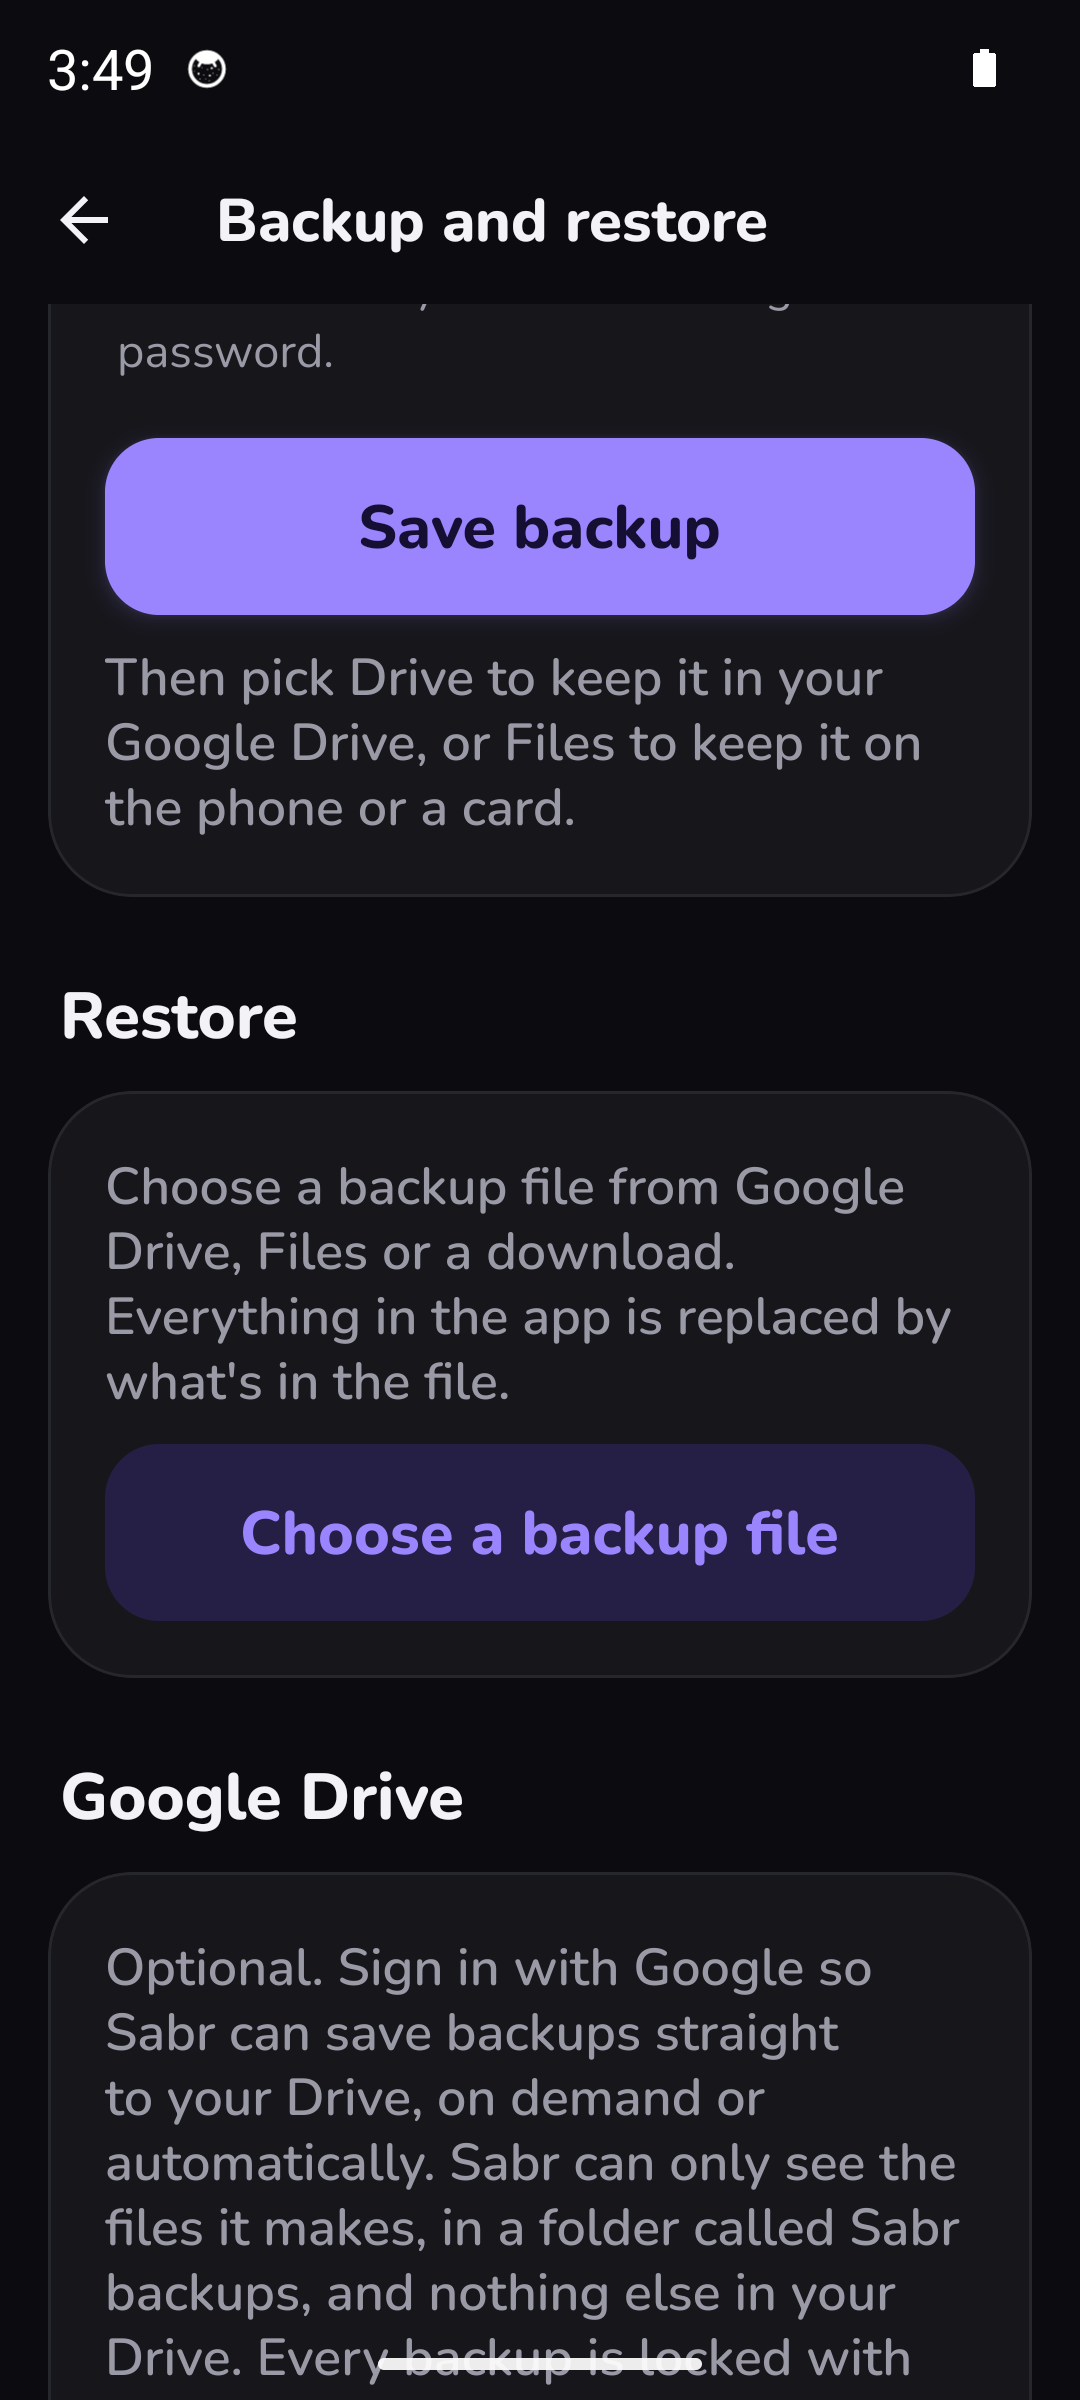 3:49
Backup and restore
password.
Save backup
Then pick Drive to keep it in your
Google Drive, or Files to keep it on
the phone or a card.
Restore
Choose a backup file from Google
Drive, Files or a download.
Everything in the app is replaced by
what's in the file.
Choose a backup file
Google Drive
Optional. Sign in with Google so
Sabr can save backups straight
to your Drive, on demand or
automatically. Sabr can only see the
files it makes, in a folder called Sabr
backups, and nothing else in your
Drive. Every backup is locked with